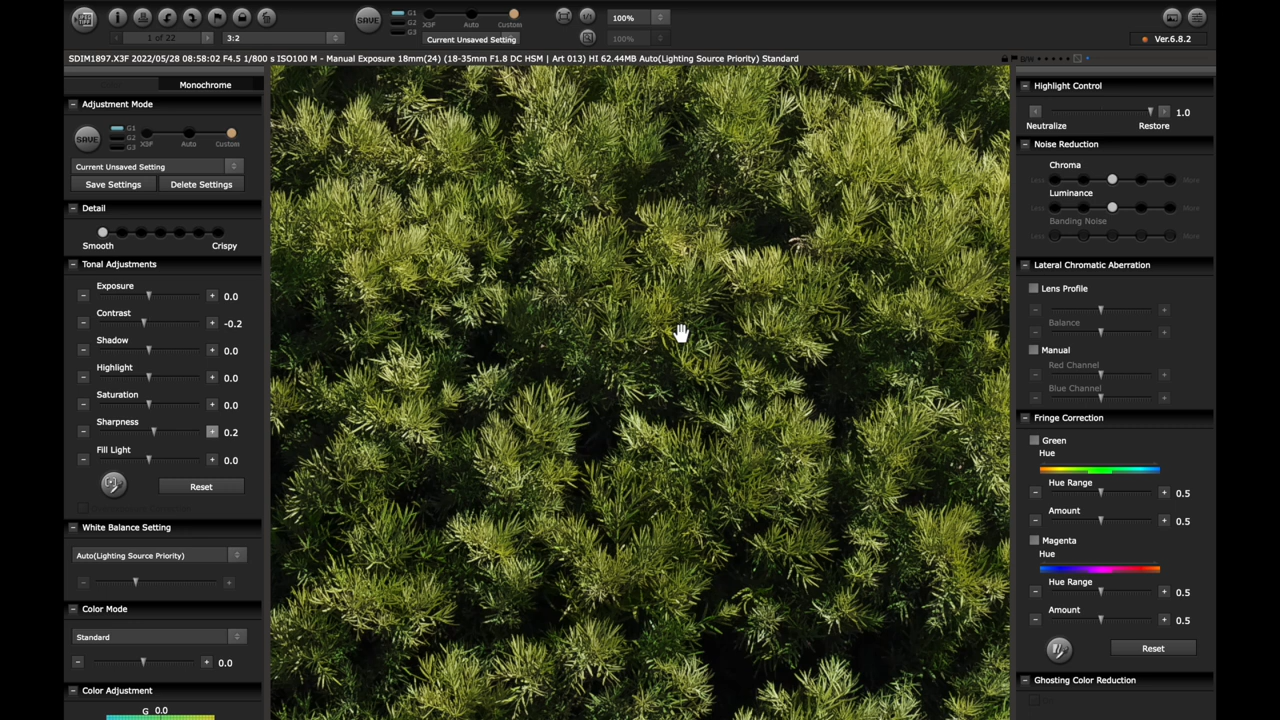 SAVE
G1
G2
G3
X3F Auto Custom
Current Unsaved Setting
1/1
100%
100%
1 of 22
3:2
Ver.6.8.2
SDIM1897.X3F 2022/05/28 08:58:02 F4.5 1/800 s ISO100 M - Manual Exposure 18mm(24) (18-35mm F1.8 DC HSM | Art 013) HI 62.44MB Auto(Lighting Source Priority) Standard
Monochrome
Adjustment Mode
SAVE
G1
G2
G3
X3F Auto Custom
Current Unsaved Setting
Save Settings Delete Settings
Detail
Smooth Crispy
Tonal Adjustments
Exposure
0.0
Contrast
-0.2
Shadow
0.0
Highlight
0.0
Saturation
0.0
Sharpness
0.2
Fill Light
0.0
Reset
White Balance Setting
Auto(Lighting Source Priority)
Color Mode
Standard
0.0
Color Adjustment
G 0.0
Highlight Control
1.0
Neutralize Restore
Noise Reduction
Chroma
Less More
Luminance
Less More
Banding Noise
Less More
Lateral Chromatic Aberration
Lens Profile
Balance
Manual
Red Channel
Blue Channel
Fringe Correction
Green
Hue
Hue Range
0.5
Amount
0.5
Magenta
Hue
Hue Range
0.5
Amount
0.5
Reset
Ghosting Color Reduction